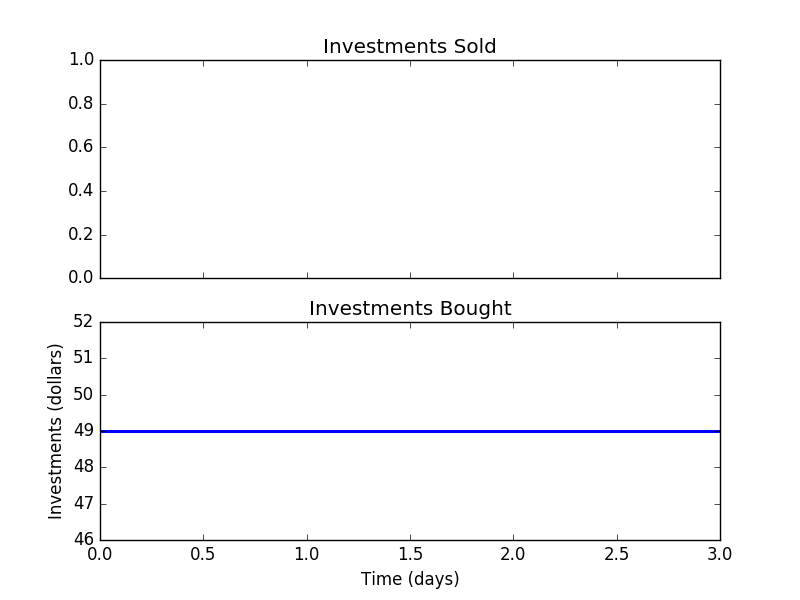 Investments Sold
1.0
0.8
0.6
0.4
0.2
0.0
Investments Bought
52
51
50
49
48
47
46
Investments (dollars)
0.0 0.5 1.0 1.5 2.0 2.5 3.0
Time (days)